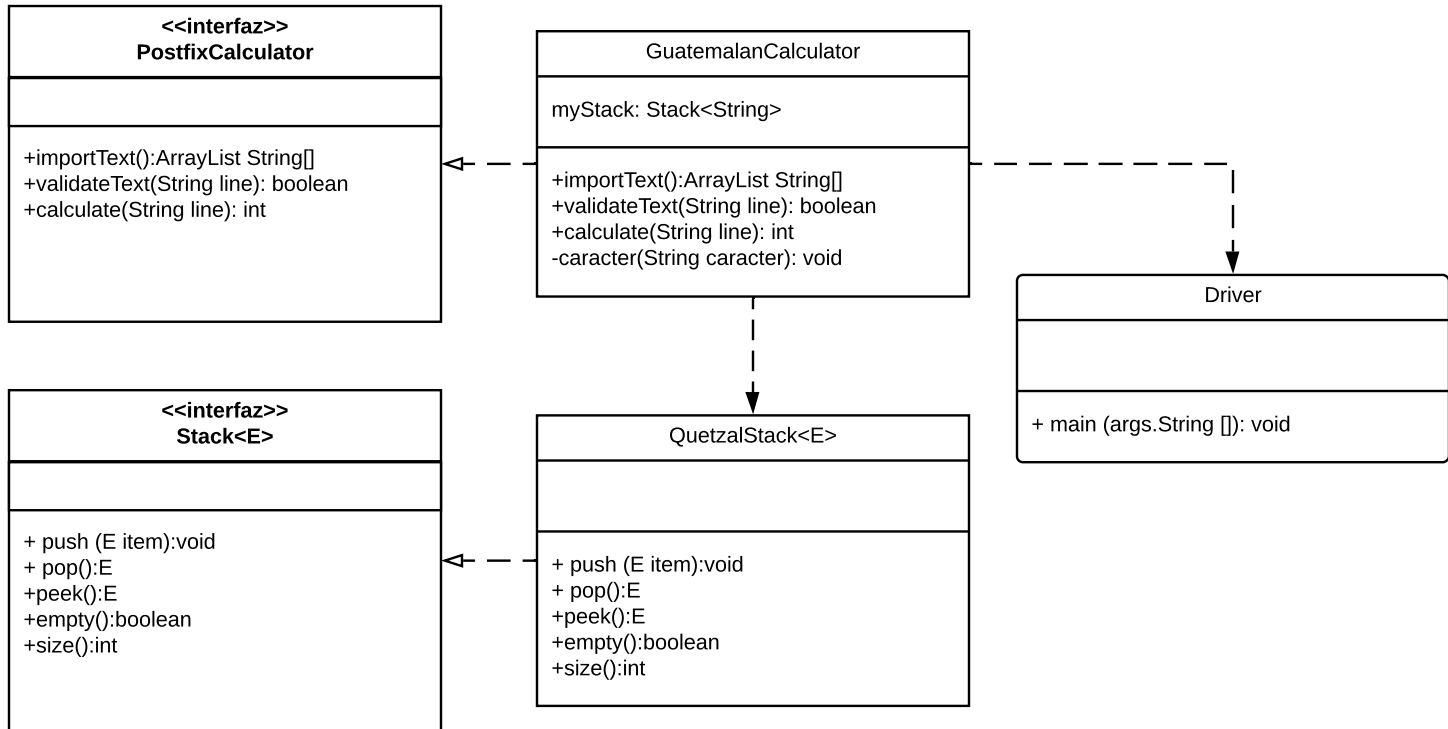 <<interfaz>>
PostfixCalculator
+importText():ArrayList String[]
+validateText(String line): boolean
+calculate(String line): int
GuatemalanCalculator
myStack: Stack<String>
+importText():ArrayList String[]
+validateText(String line): boolean
+calculate(String line): int
-caracter(String caracter): void
Driver
+ main (args.String []): void
<<interfaz>>
Stack<E>
+ push (E item):void
+ pop():E
+peek():E
+empty():boolean
+size():int
QuetzalStack<E>
+ push (E item):void
+ pop():E
+peek():E
+empty():boolean
+size():int